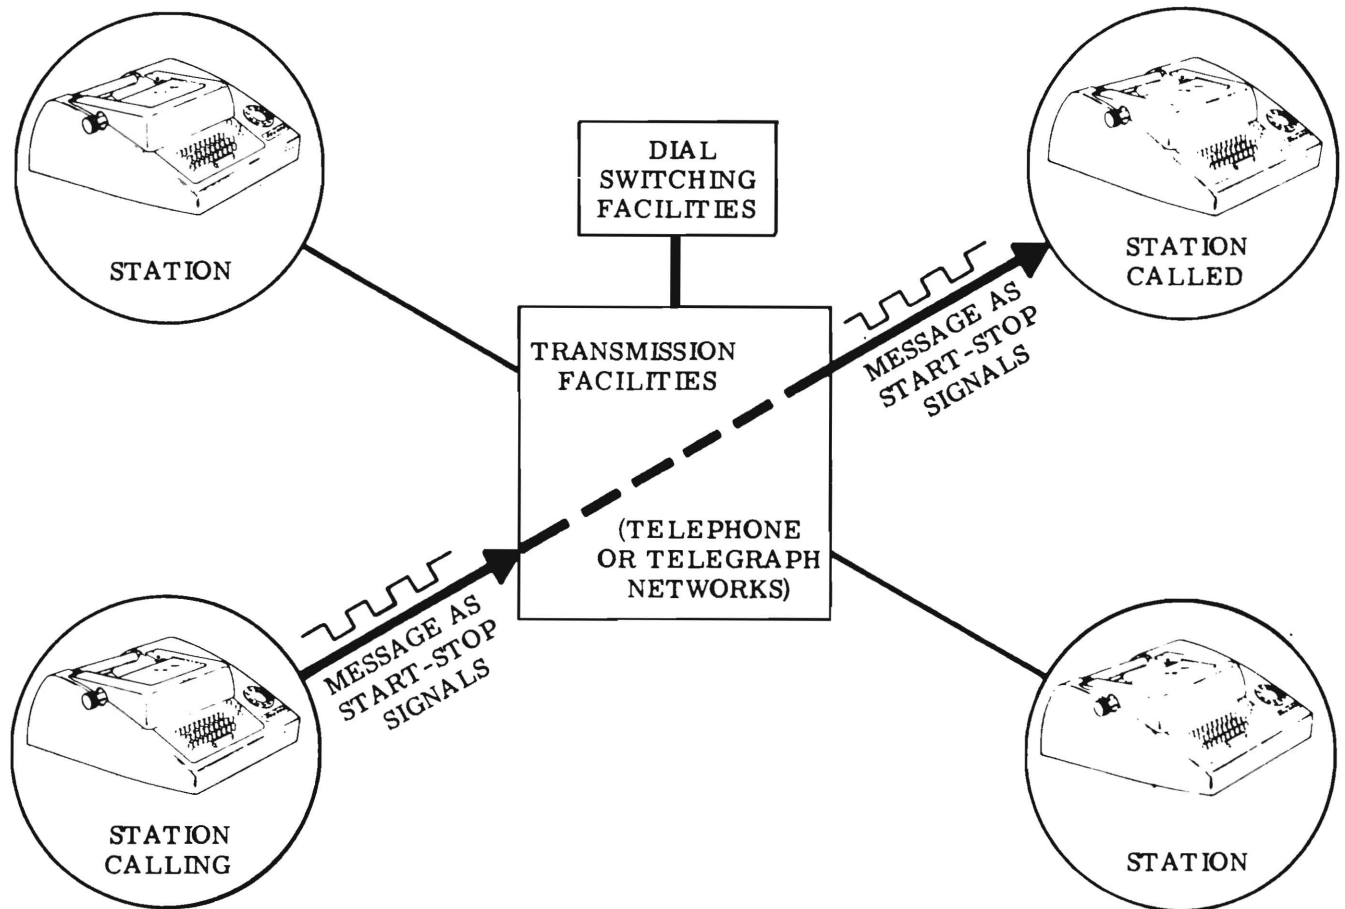 STATION
DIAL
SWITCHING
FACILITIES
STATION
CALLED
TRANSMISSION
FACILITIES
MESSAGE AS
START-STOP
SIGNALS
(TELEPHONE
OR TELEGRAPH
NETWORKS)
MESSAGE AS
START-STOP
SIGNALS
STATION
CALLING
STATION